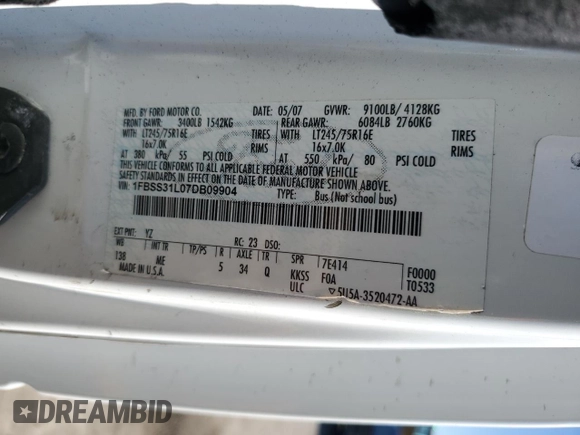 MFD. BY FORD MOTOR CO.
DATE: 05/07 GVWR: 9100LB/ 4128KG
FRONT GAWR: 3400LB 1542KG REAR GAWR: 6084LB 2760KG
WITH LT245/75R16E TIRES WITH LT245/75R16E TIRES
16x7.0K RIMS 16x7.0K RIMS
AT 380 kPa/ 55 PSI COLD AT 550 kPa/ 80 PSI COLD
THIS VEHICLE CONFORMS TO ALL APPLICABLE FEDERAL MOTOR VEHICLE
SAFETY STANDARDS IN EFFECT ON THE DATE OF MANUFACTURE SHOWN ABOVE.
VIN: 1FBSS31L07DB09904 TYPE: Bus (Not school bus)
EXT PNT: YZ RC: 23 DSO:
WB INT TR TP/PS R AXLE TR SPR 7E414 F0000
138 ME 5 34 Q KKSS F0A T0533
MADE IN U.S.A. ULC ▽5U5A-3520472-AA
DREAMBID